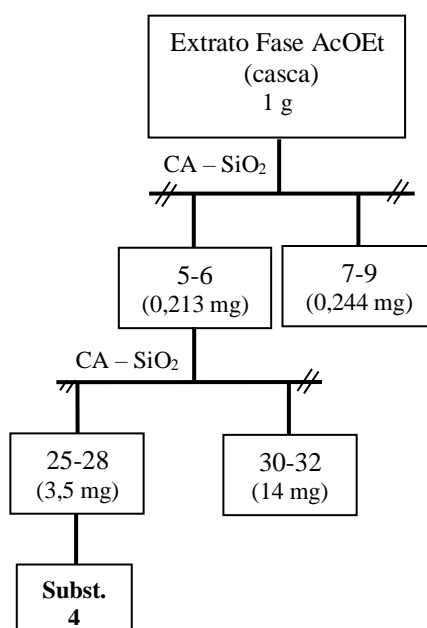 Extrato Fase AcOEt
(casca)
1 g
CA – SiO₂
5-6
(0,213 mg)
7-9
(0,244 mg)
CA – SiO₂
25-28
(3,5 mg)
30-32
(14 mg)
Subst.
4